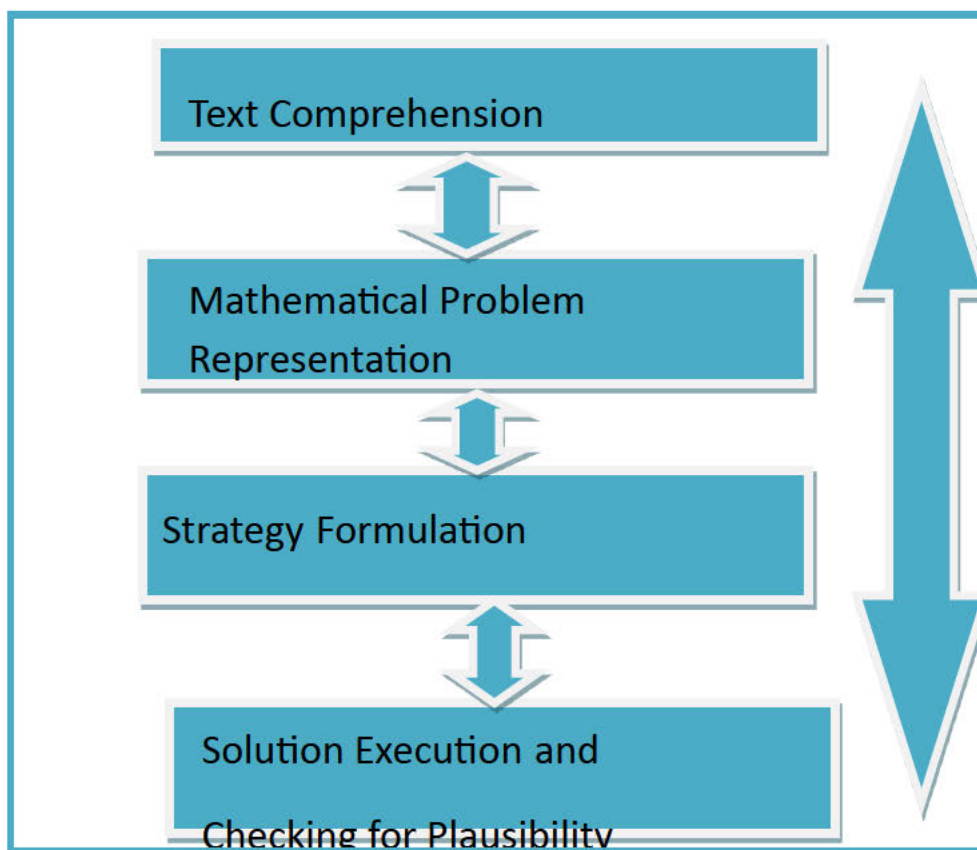 Text Comprehension
Mathematical Problem
Representation
Strategy Formulation
Solution Execution and
Checking for Plausibility